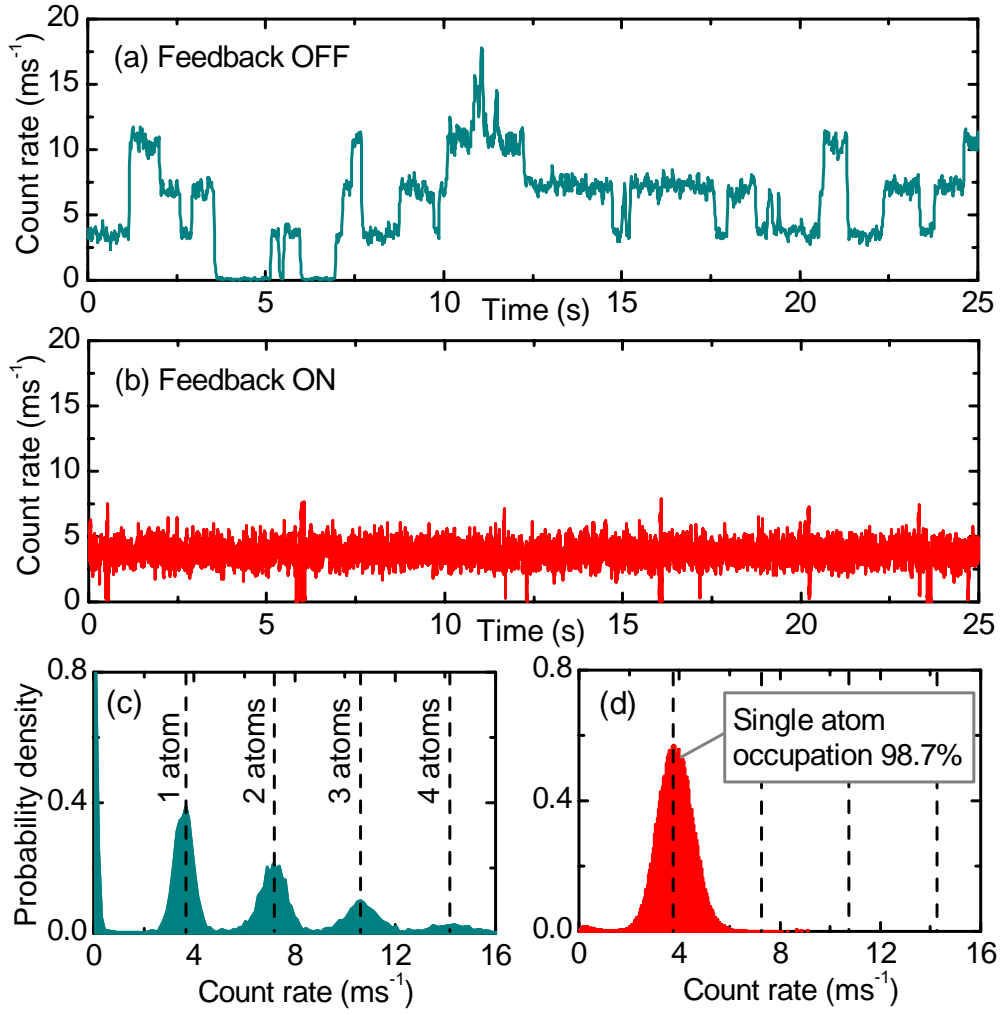 20
15
10
5
0
Count rate (ms⁻¹)
(a) Feedback OFF
0 5 10 15 20 25
Time (s)
20
15
10
5
0
Count rate (ms⁻¹)
(b) Feedback ON
0 5 10 15 20 25
Time (s)
0.8
0.4
0.0
Probability density
(c)
1 atom
2 atoms
3 atoms
4 atoms
0 4 8 12 16
Count rate (ms⁻¹)
0.8
0.4
0.0
(d)
Single atom
occupation 98.7%
0 4 8 12 16
Count rate (ms⁻¹)